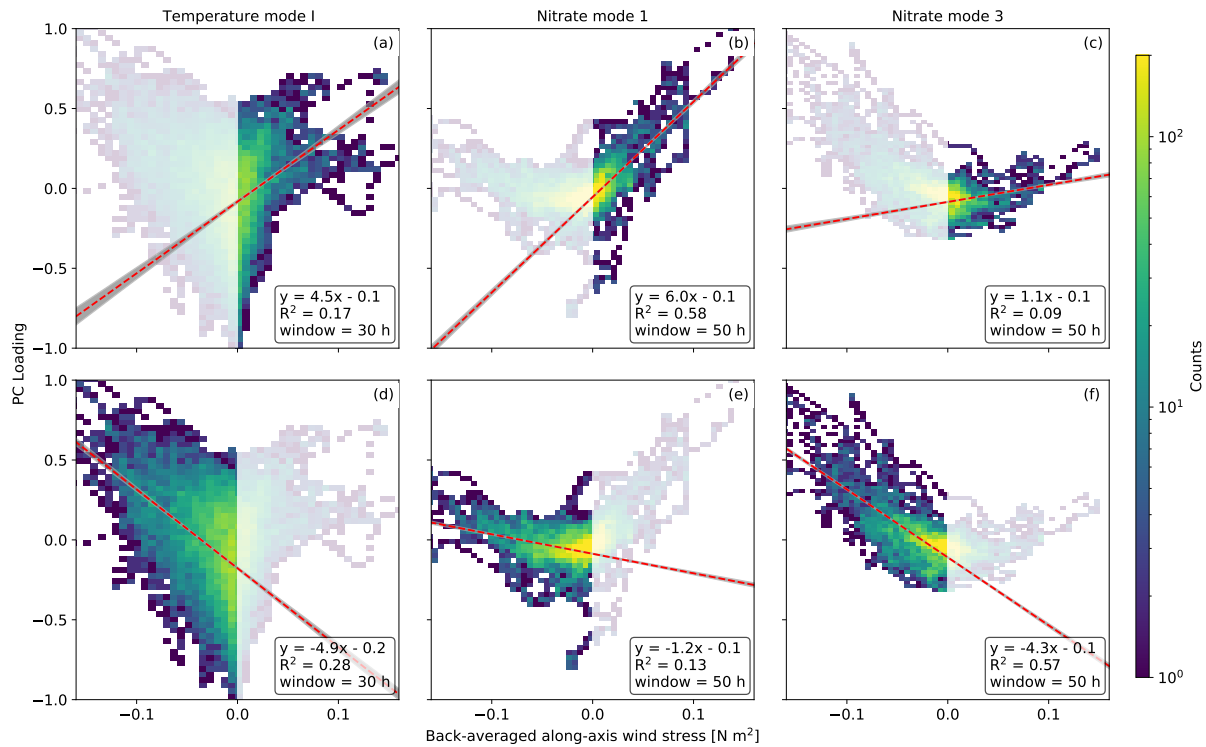 Temperature mode I
Nitrate mode 1
Nitrate mode 3
1.0
0.5
0.0
−0.5
−1.0
(a)
y = 4.5x - 0.1
R² = 0.17
window = 30 h
(b)
y = 6.0x - 0.1
R² = 0.58
window = 50 h
(c)
y = 1.1x - 0.1
R² = 0.09
window = 50 h
PC Loading
1.0
0.5
0.0
−0.5
−1.0
(d)
y = -4.9x - 0.2
R² = 0.28
window = 30 h
(e)
y = -1.2x - 0.1
R² = 0.13
window = 50 h
(f)
y = -4.3x - 0.1
R² = 0.57
window = 50 h
−0.1 0.0 0.1
−0.1 0.0 0.1
−0.1 0.0 0.1
Back-averaged along-axis wind stress [N m²]
10²
10¹
10⁰
Counts